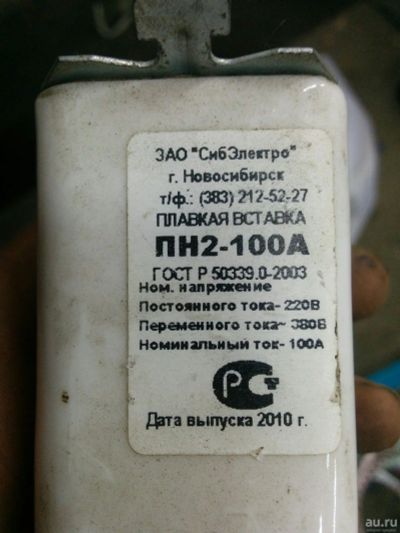 ЗАО "СибЭлектро"
г. Новосибирск
т/ф.: (383) 212-52-27
ПЛАВКАЯ ВСТАВКА
ПН2-100А
ГОСТ Р 50339.0-2003
Ном. напряжение
Постоянного тока- 220В
Переменного тока~ 380В
Номинальный ток- 100А
РСТ
Дата выпуска 2010 г.
au.ru